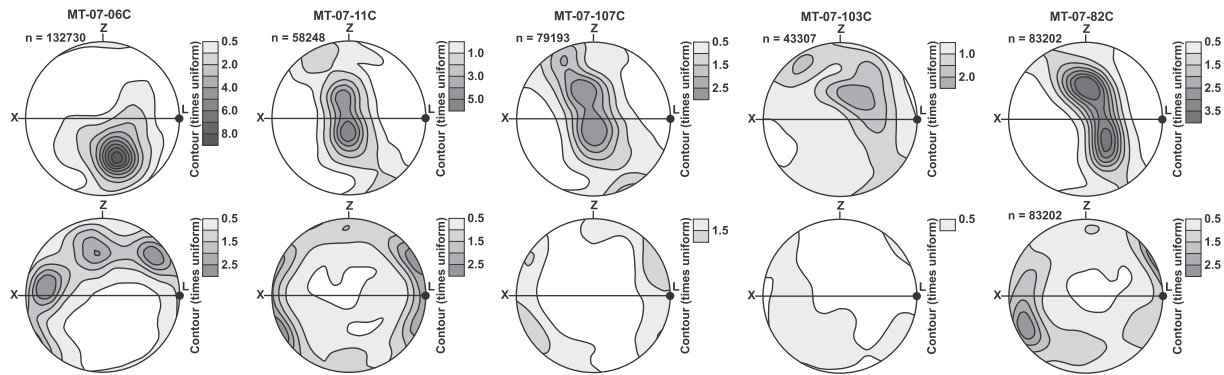 MT-07-06C
Z
n = 132730
X
L
0.5
2.0
4.0
6.0
8.0
Contour (times uniform)
MT-07-11C
Z
n = 58248
X
L
1.0
3.0
5.0
Contour (times uniform)
MT-07-107C
Z
n = 79193
X
L
0.5
1.5
2.5
Contour (times uniform)
MT-07-103C
Z
n = 43307
X
L
1.0
2.0
Contour (times uniform)
MT-07-82C
Z
n = 83202
X
L
0.5
1.5
2.5
3.5
Contour (times uniform)
Z
X
L
0.5
1.5
2.5
Contour (times uniform)
Z
X
L
0.5
1.5
2.5
Contour (times uniform)
Z
X
L
1.5
Contour (times uniform)
Z
X
L
0.5
Contour (times uniform)
Z
n = 83202
X
L
0.5
1.5
2.5
Contour (times uniform)